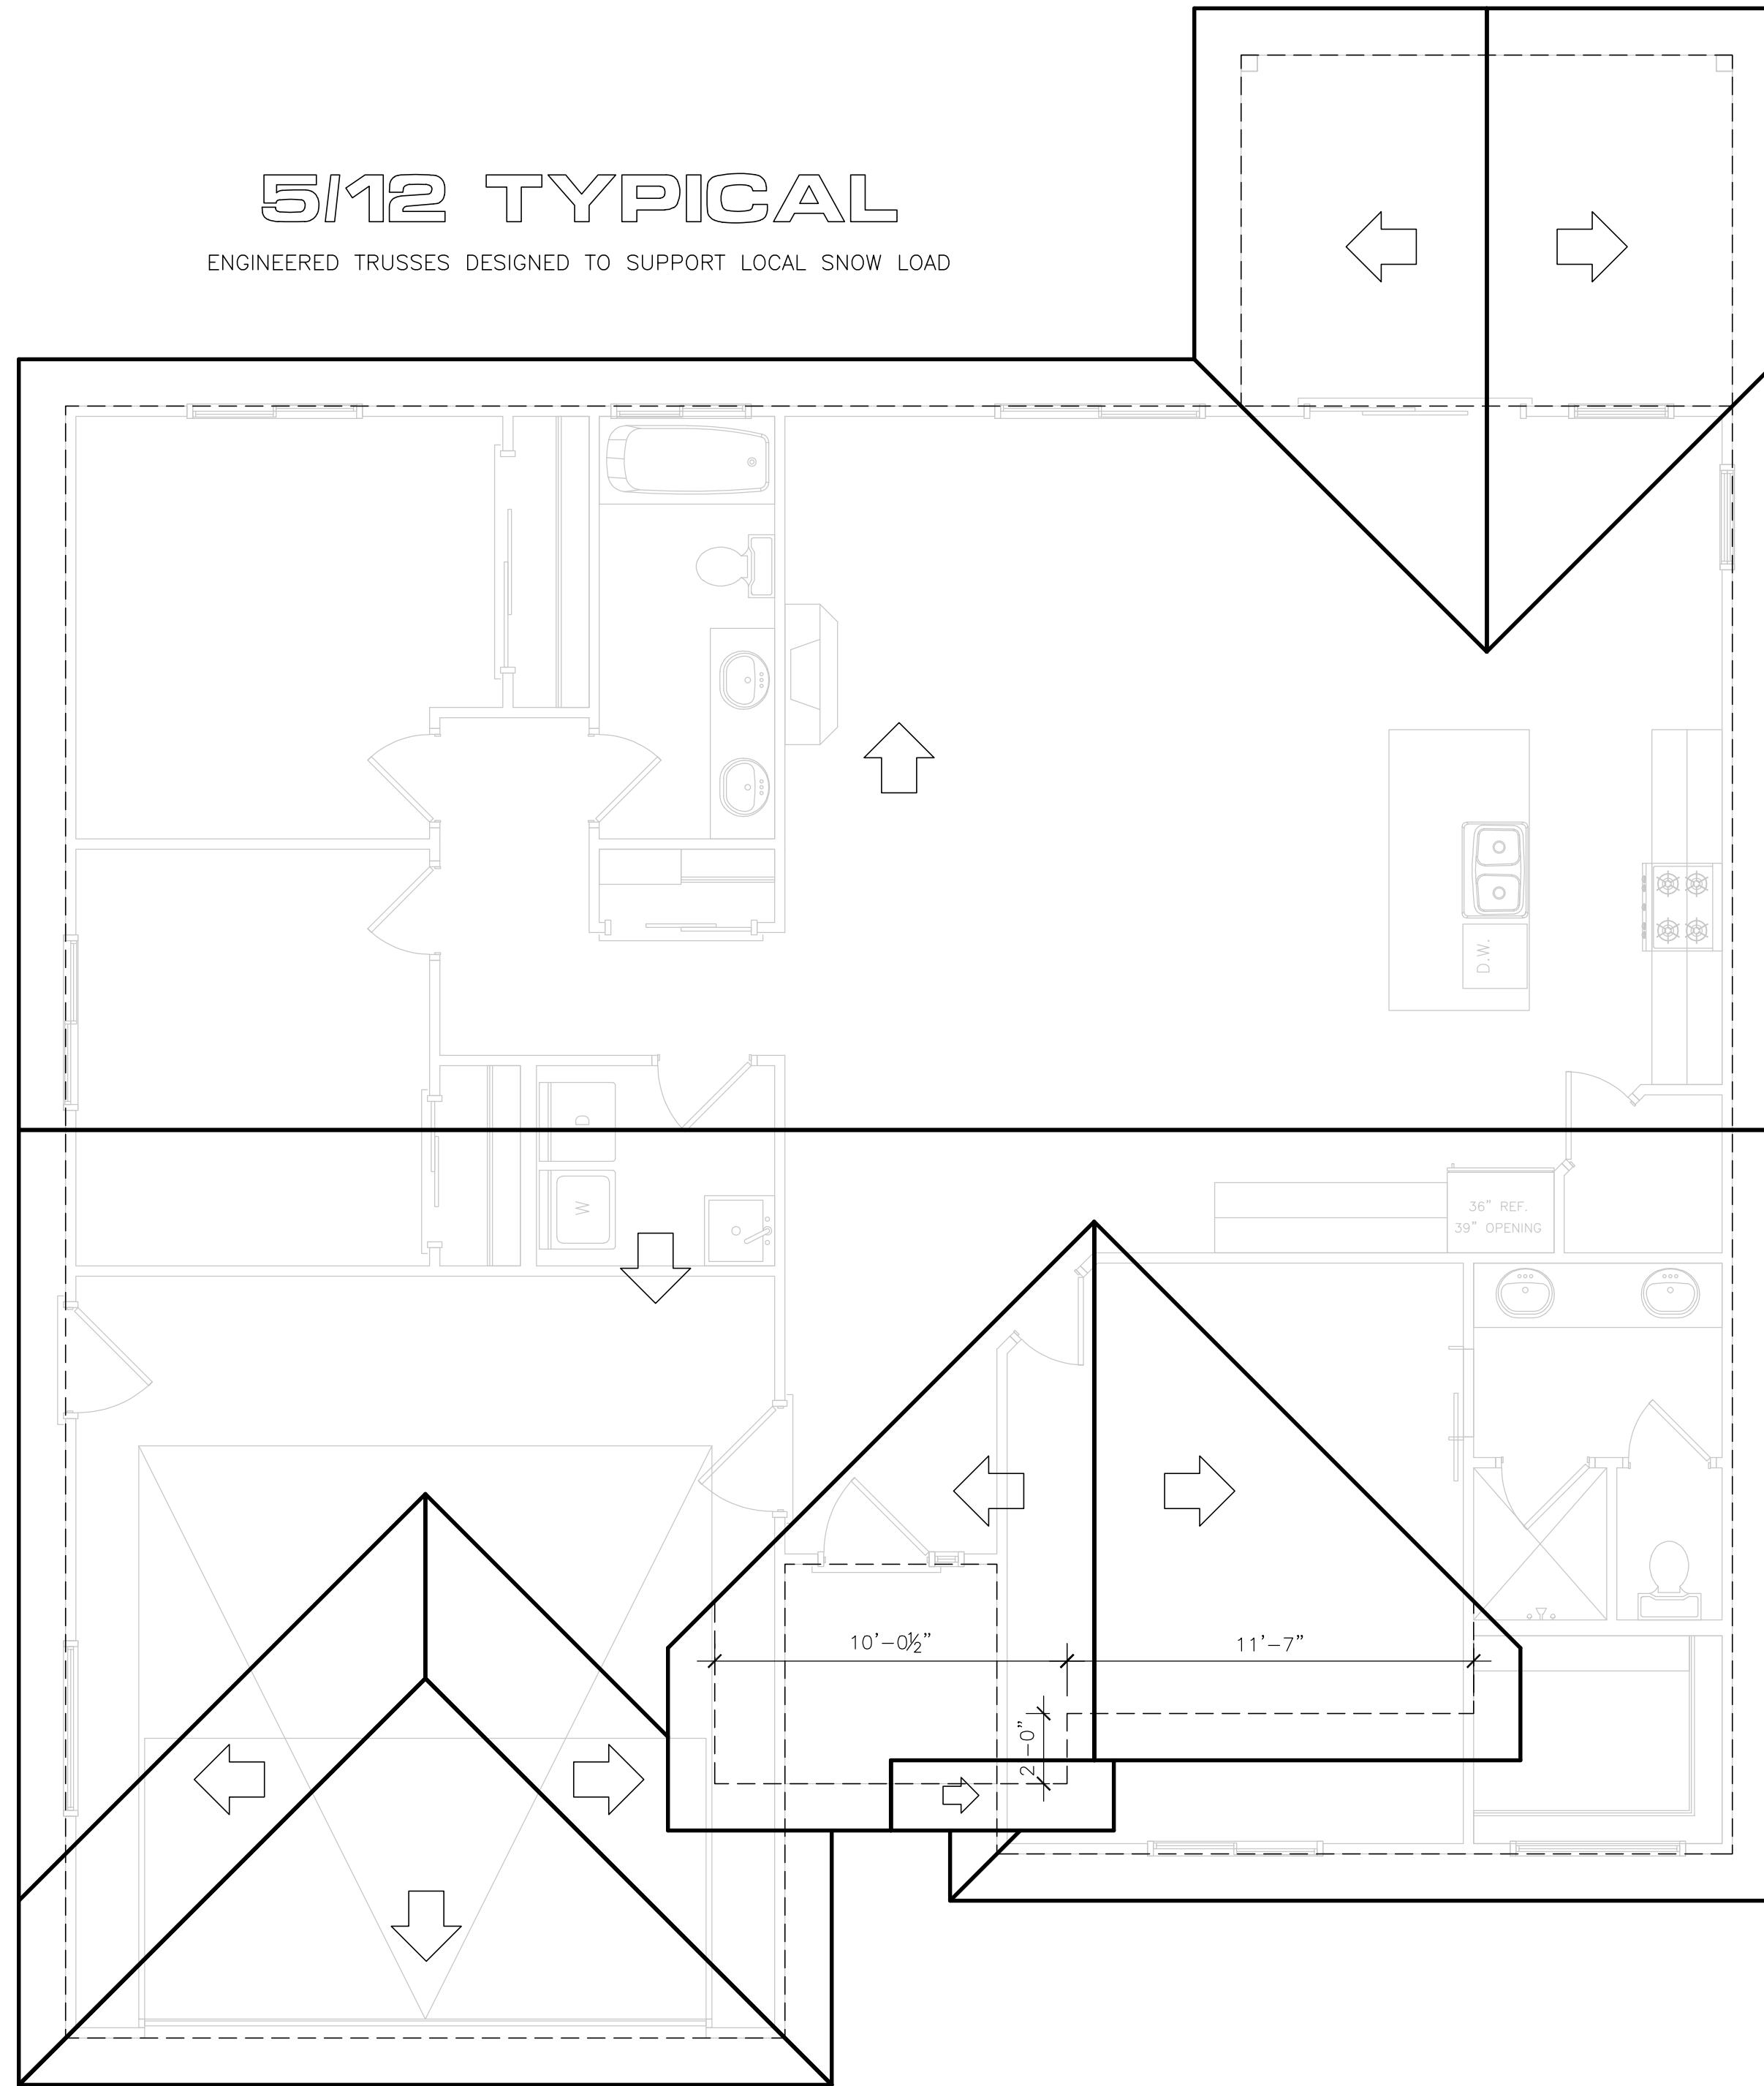 5/12 TYPICAL
ENGINEERED TRUSSES DESIGNED TO SUPPORT LOCAL SNOW LOAD
D.W.
D
W
36" REF.
39" OPENING
10'-0½"
11'-7"
2'-0"